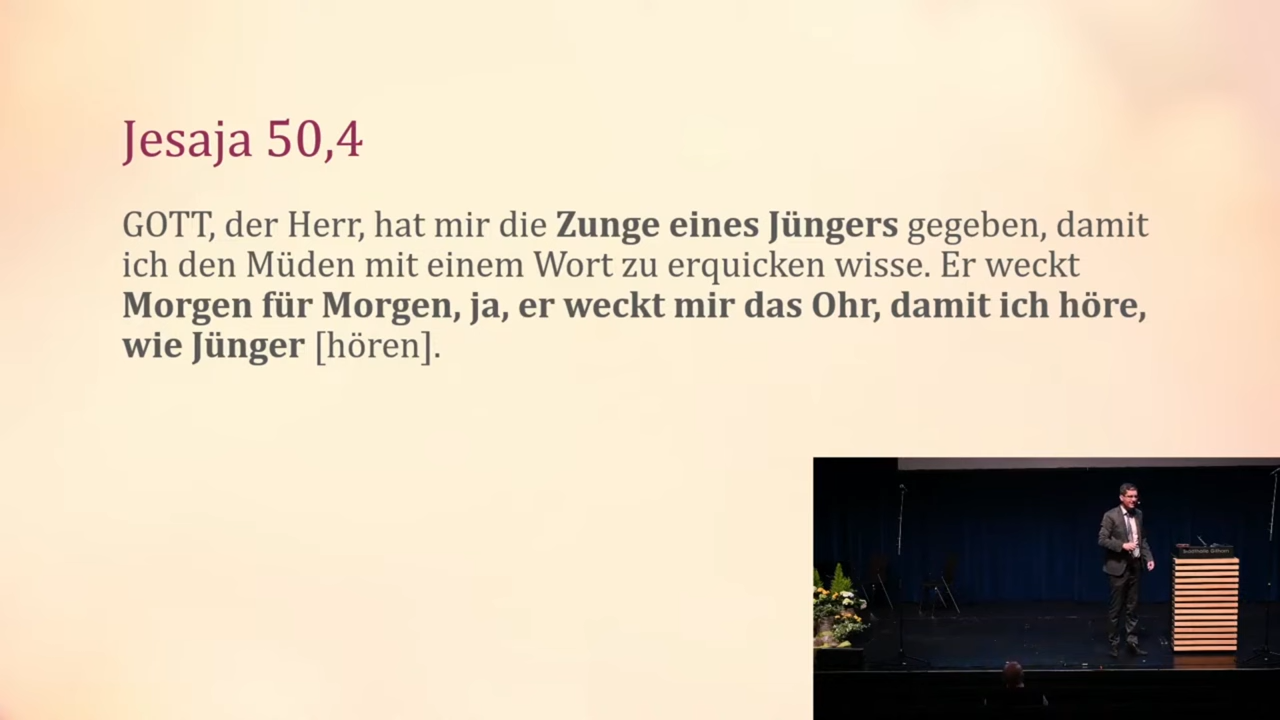 Jesaja 50,4
GOTT, der Herr, hat mir die Zunge eines Jüngers gegeben, damit
ich den Müden mit einem Wort zu erquicken wisse. Er weckt
Morgen für Morgen, ja, er weckt mir das Ohr, damit ich höre,
wie Jünger [hören].
Stadthalle Gifhorn